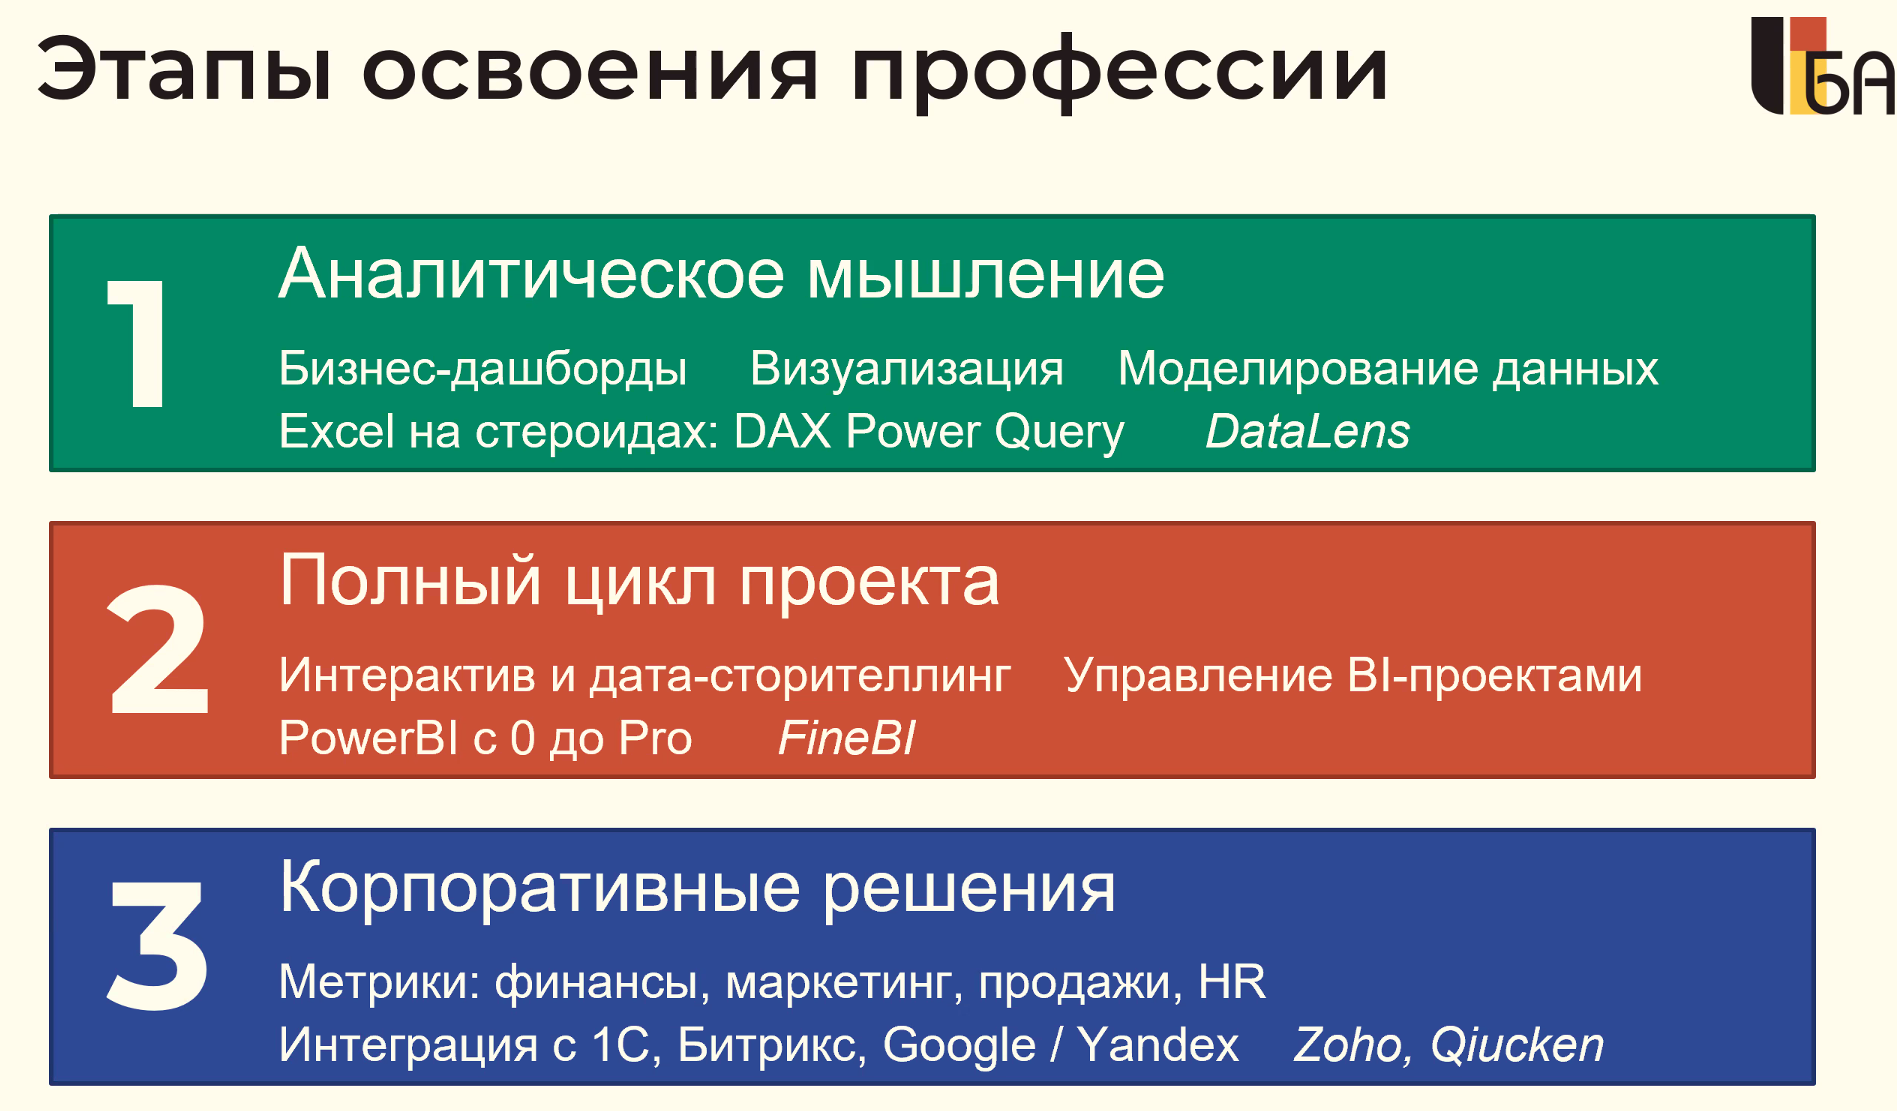 Этапы освоения профессии
БА
1
Аналитическое мышление
Бизнес-дашборды Визуализация Моделирование данных
Excel на стероидах: DAX Power Query DataLens
2
Полный цикл проекта
Интерактив и дата-сторителлинг Управление BI-проектами
PowerBI с 0 до Pro FineBI
3
Корпоративные решения
Метрики: финансы, маркетинг, продажи, HR
Интеграция с 1С, Битрикс, Google / Yandex Zoho, Qiucken